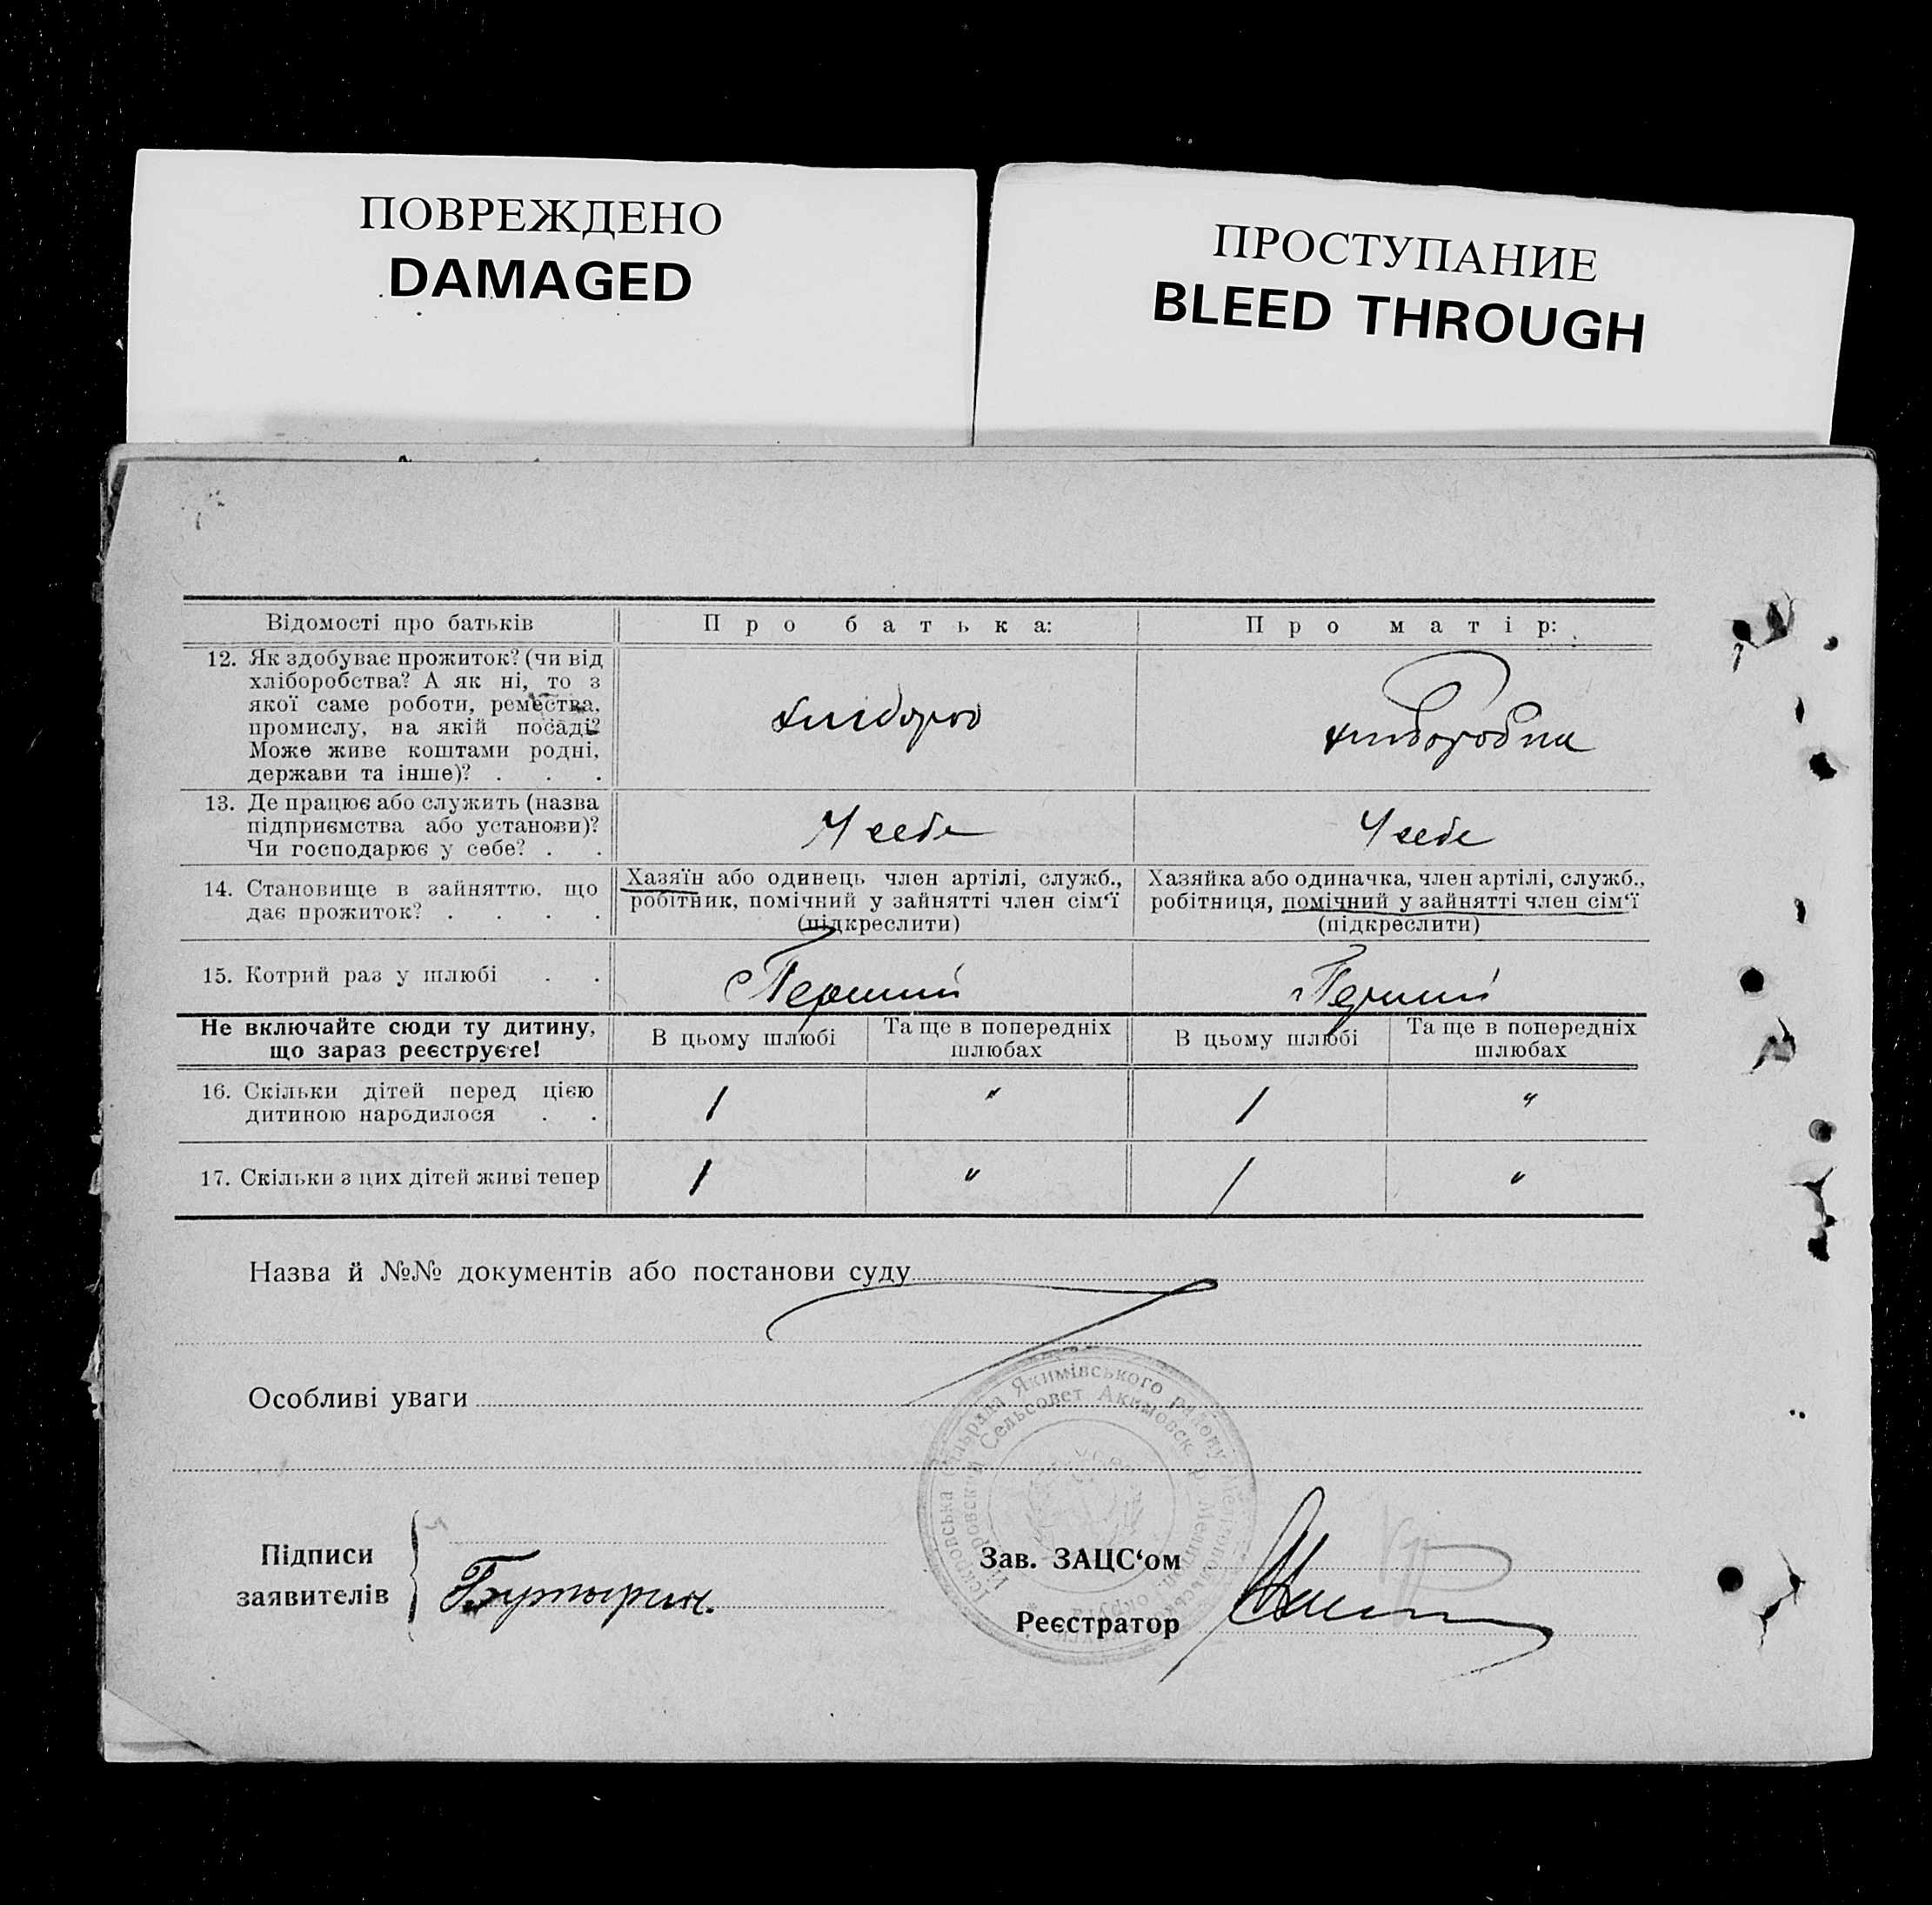 ПОВРЕЖДЕНО
DAMAGED
ПРОСТУПАНИЕ
BLEED THROUGH
Відомості про батьків
Про батька:
Про матір:
12. Як здобуває прожиток? (чи від
хліборобства? А як ні, то з
якої саме роботи, ремества,
промислу, на якій посаді?
Може живе коштами родні,
держави та інше)? . . .
хлібороб
13. Де працює або служить (назва
підприємства або установи)?
Чи господарює у себе? . .
У себе
У себе
14. Становище в зайняттю, що
дає прожиток? . . . .
Хазяїн або одинець член артілі, служб.,
робітник, помічний у зайнятті член сім'ї
(підкреслити)
Хазяйка або одиначка, член артілі, служб.,
робітниця, помічний у зайнятті член сім'ї
(підкреслити)
15. Котрий раз у шлюбі . .
Перший
Перший
Не включайте сюди ту дитину,
що зараз реєструєте!
В цьому шлюбі
Та ще в попередніх
шлюбах
В цьому шлюбі
Та ще в попередніх
шлюбах
16. Скільки дітей перед цією
дитиною народилося . .
1
"
1
"
17. Скільки з цих дітей живі тепер
1
"
1
"
Назва й №№ документів або постанови суду
Особливі уваги
Сільрада Якимівського району
Сельсовет Акимовск. р.
Підписи
заявителів
Бутырин.
Зав. ЗАЦС'ом
Реєстратор